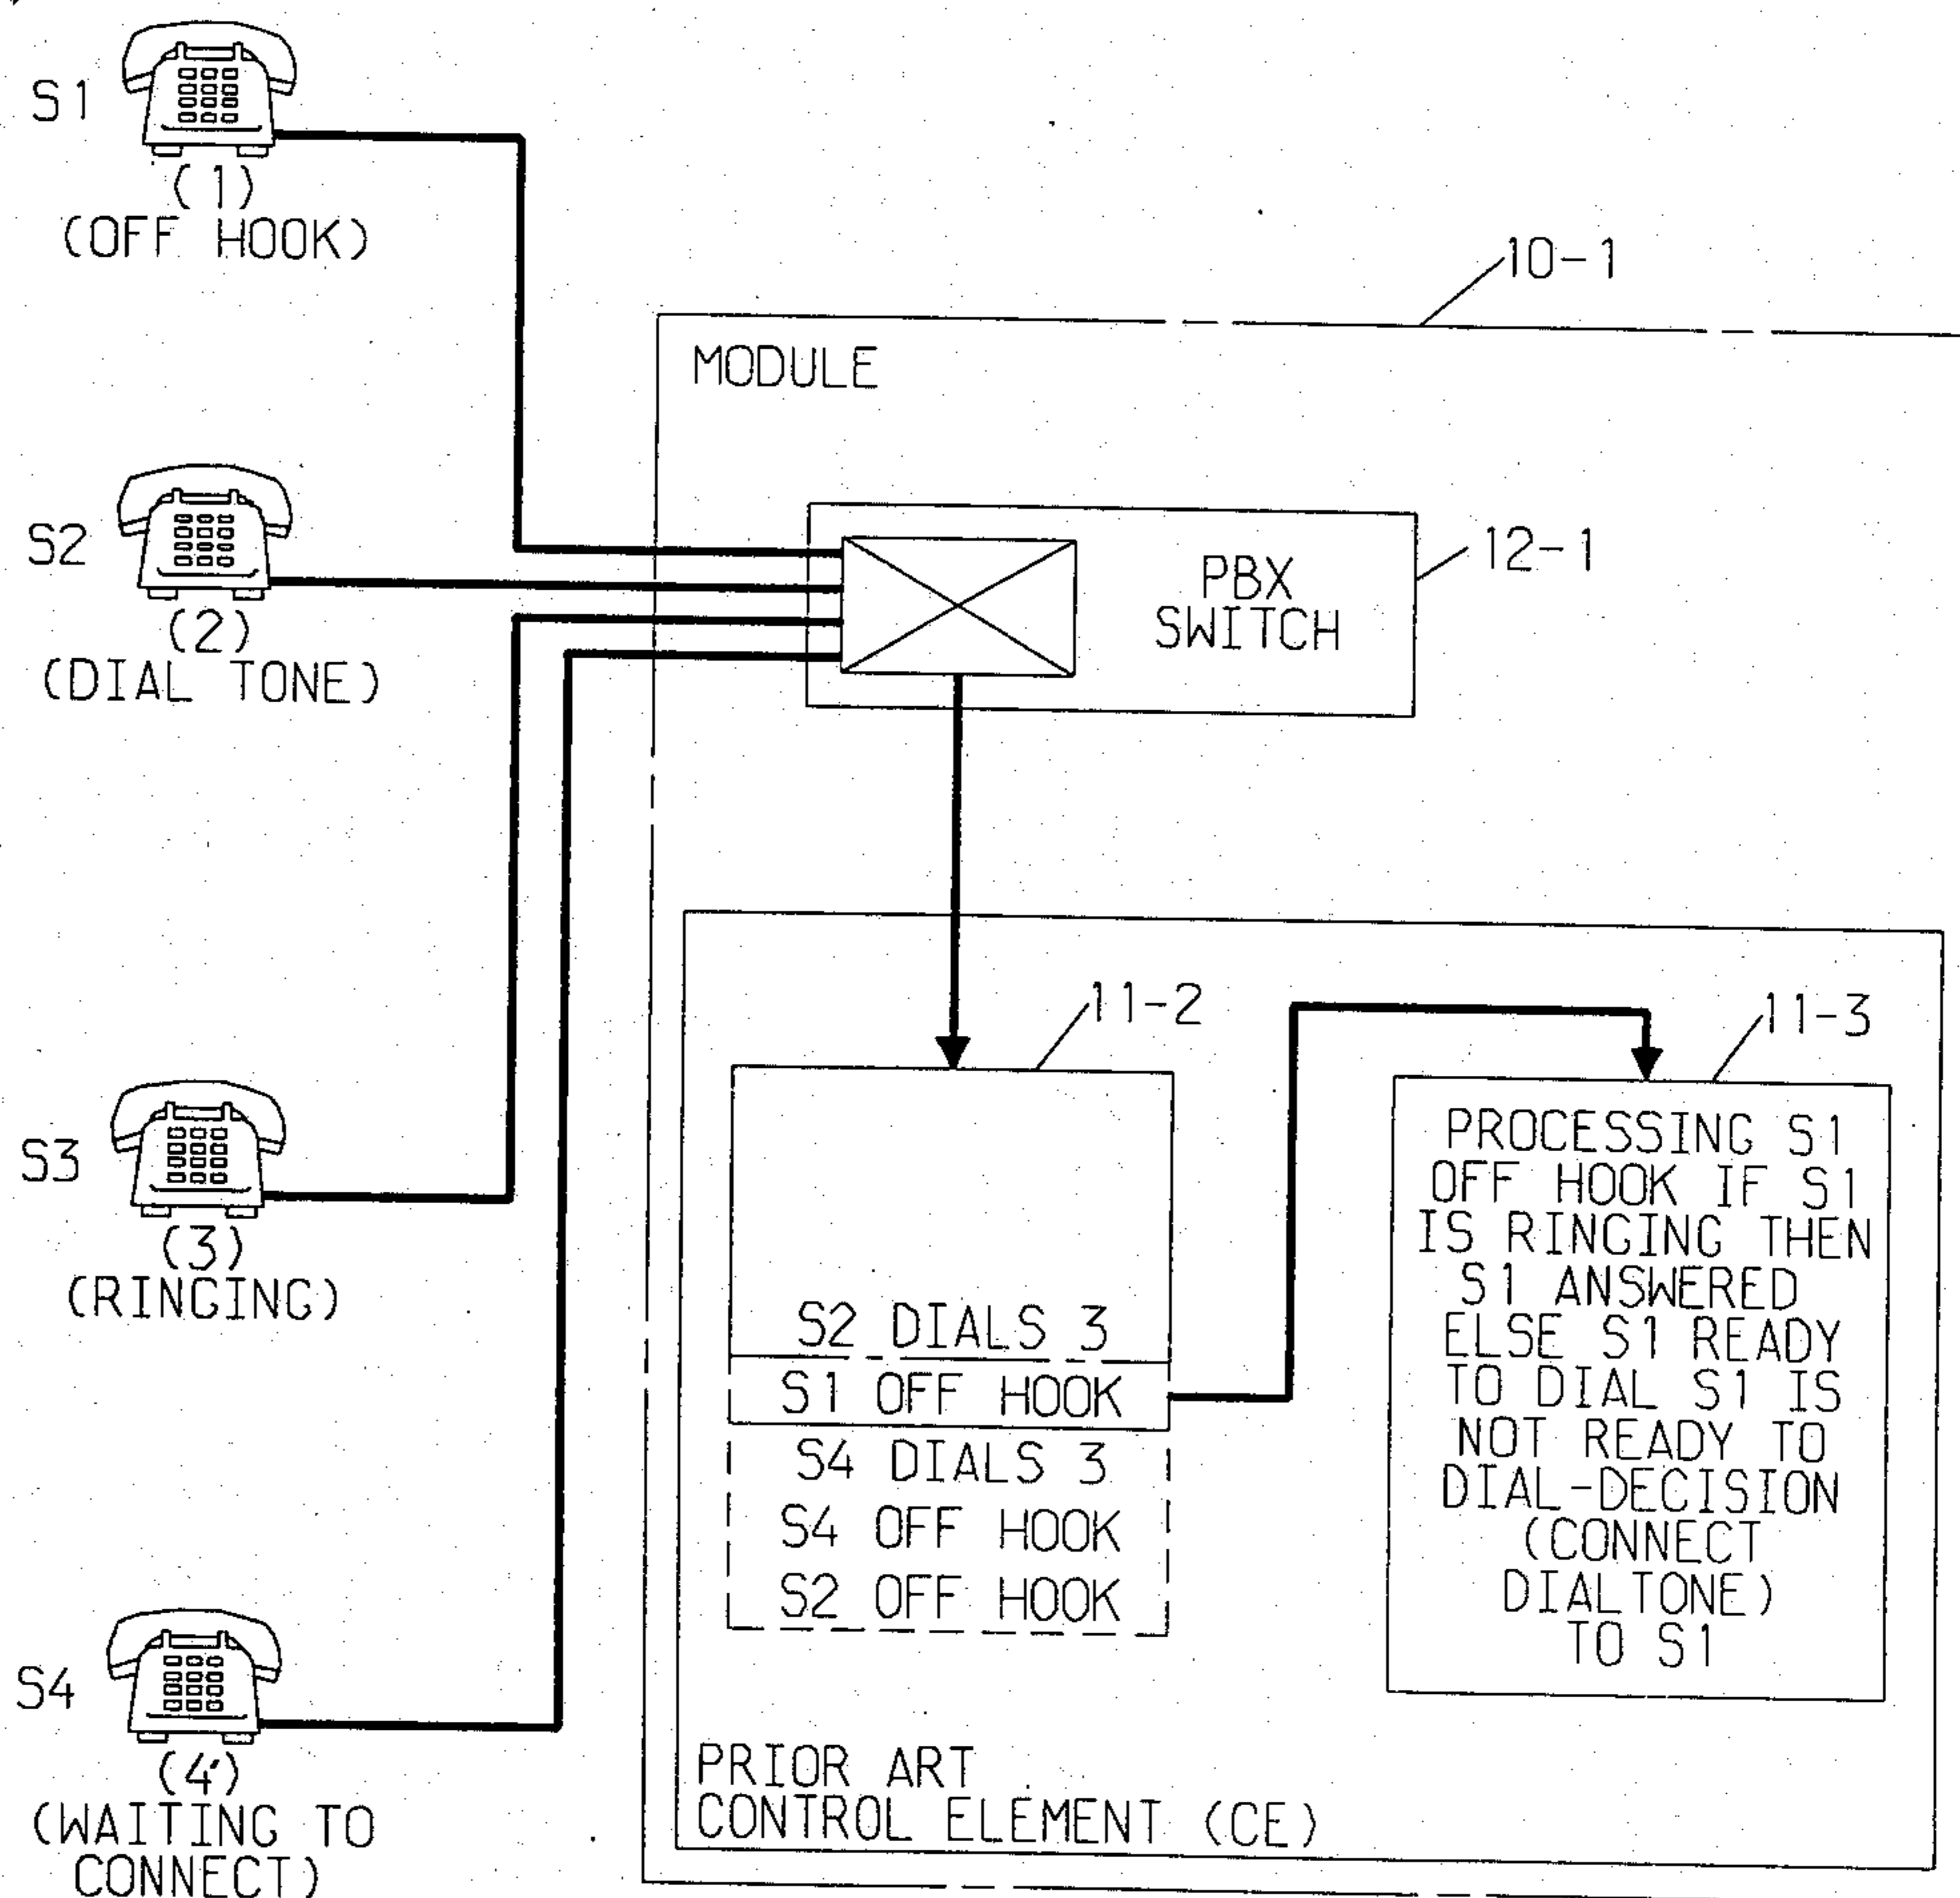 S1
(1)
(OFF HOOK)
10-1
MODULE
S2
(2)
(DIAL TONE)
PBX
SWITCH
12-1
11-2
11-3
S3
(3)
(RINGING)
S2 DIALS 3
S1 OFF HOOK
S4 DIALS 3
S4 OFF HOOK
S2 OFF HOOK
PROCESSING S1
OFF HOOK IF S1
IS RINGING THEN
S1 ANSWERED
ELSE S1 READY
TO DIAL S1 IS
NOT READY TO
DIAL-DECISION
(CONNECT
DIALTONE)
TO S1
S4
(4)
(WAITING TO
CONNECT)
PRIOR ART
CONTROL ELEMENT (CE)